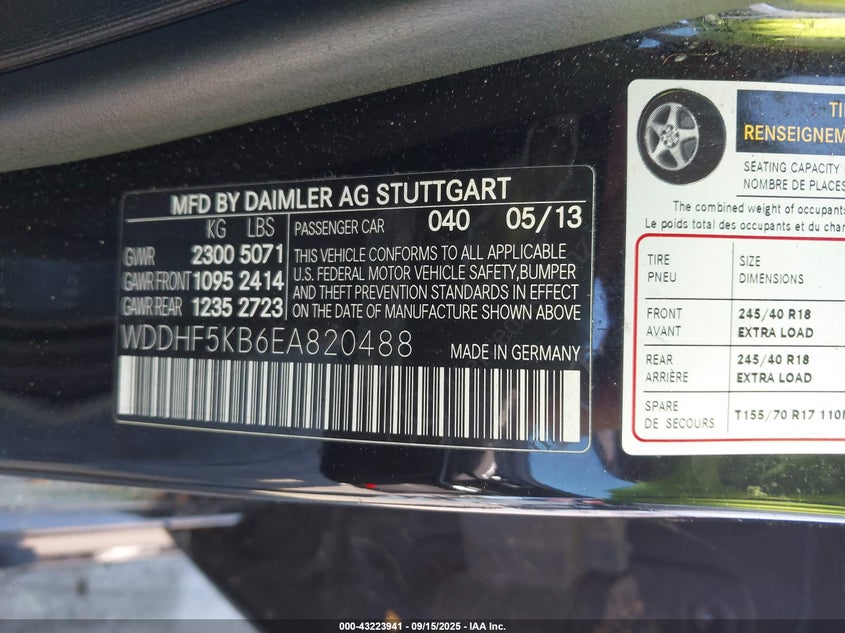 MFD BY DAIMLER AG STUTTGART
KG LBS
GVWR 2300 5071
GAWR FRONT 1095 2414
GAWR REAR 1235 2723
PASSENGER CAR 040 05/13
THIS VEHICLE CONFORMS TO ALL APPLICABLE
U.S. FEDERAL MOTOR VEHICLE SAFETY, BUMPER
AND THEFT PREVENTION STANDARDS IN EFFECT
ON THE DATE OF MANUFACTURE SHOWN ABOVE
WDDHF5KB6EA820488 MADE IN GERMANY
RENSEIGNEM
SEATING CAPACITY
NOMBRE DE PLACES
The combined weight of occupants
Le poids total des occupants et du char
TIRE SIZE
PNEU DIMENSIONS
FRONT 245/40 R18
AVANT EXTRA LOAD
REAR 245/40 R18
ARRIÈRE EXTRA LOAD
SPARE T155/70 R17 110M
DE SECOURS
000-43223941 - 09/15/2025 - IAA Inc.